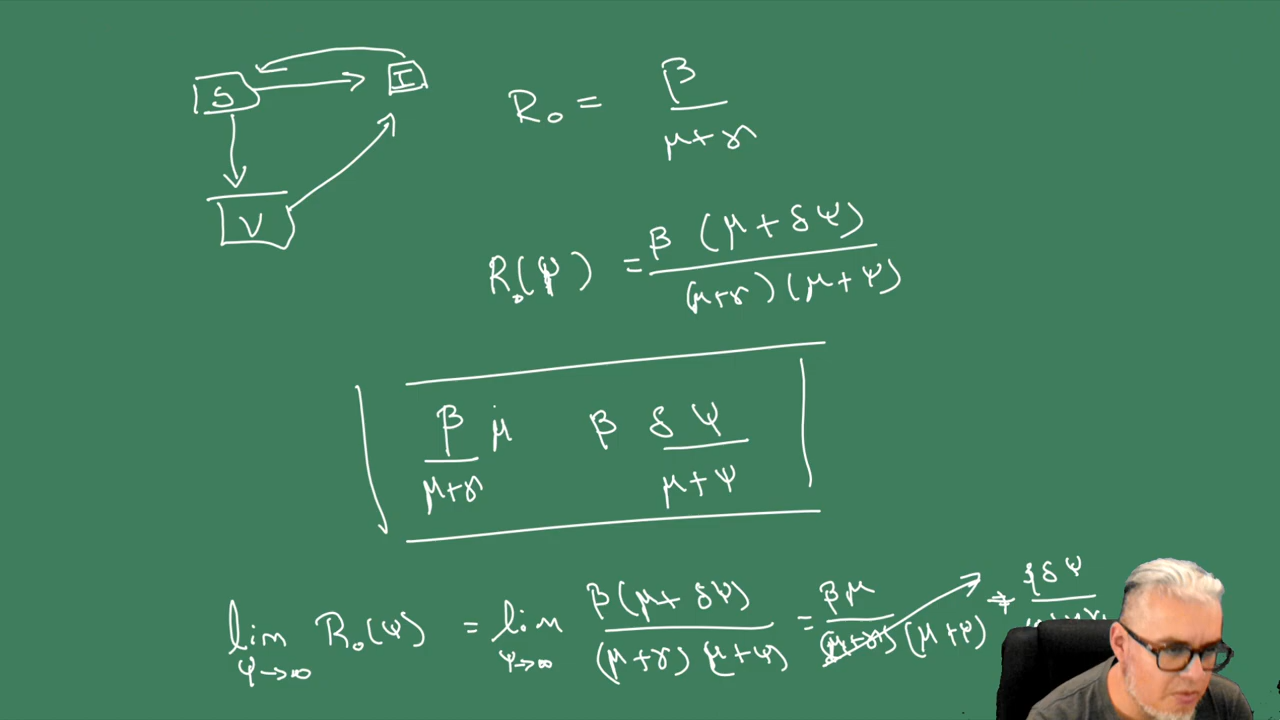 S I
V
R₀ = β / (μ+γ)
R₀(ψ) = β (μ + δψ) / (μ+γ)(μ+ψ)
β/(μ+γ) μ β δ ψ/(μ+ψ)
lim ψ→∞ R₀(ψ) = lim ψ→∞ β(μ + δψ) / (μ+γ)(μ+ψ) = βμ / (μ+γ)(μ+ψ) + δψ